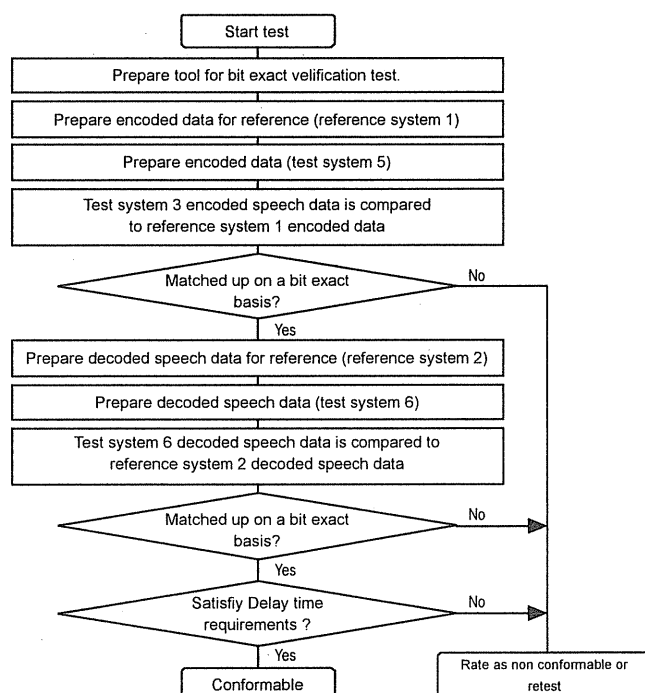 Start test
Prepare tool for bit exact velification test.
Prepare encoded data for reference (reference system 1)
Prepare encoded data (test system 5)
Test system 3 encoded speech data is compared
to reference system 1 encoded data
Matched up on a bit exact
basis?
No
Yes
Prepare decoded speech data for reference (reference system 2)
Prepare decoded speech data (test system 6)
Test system 6 decoded speech data is compared to
reference system 2 decoded speech data
Matched up on a bit exact
basis?
No
Yes
Satisfiy Delay time
requirements ?
No
Yes
Conformable
Rate as non conformable or
retest